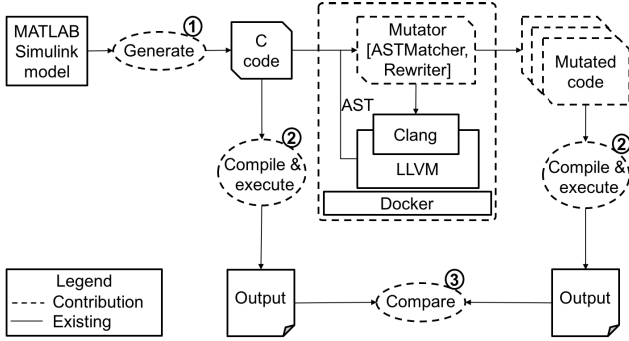 MATLAB
Simulink
model
1
Generate
C
code
Mutator
[ASTMatcher,
Rewriter]
AST
Clang
LLVM
Docker
Mutated
code
2
Compile &
execute
2
Compile &
execute
Output
3
Compare
Output
Legend
Contribution
Existing